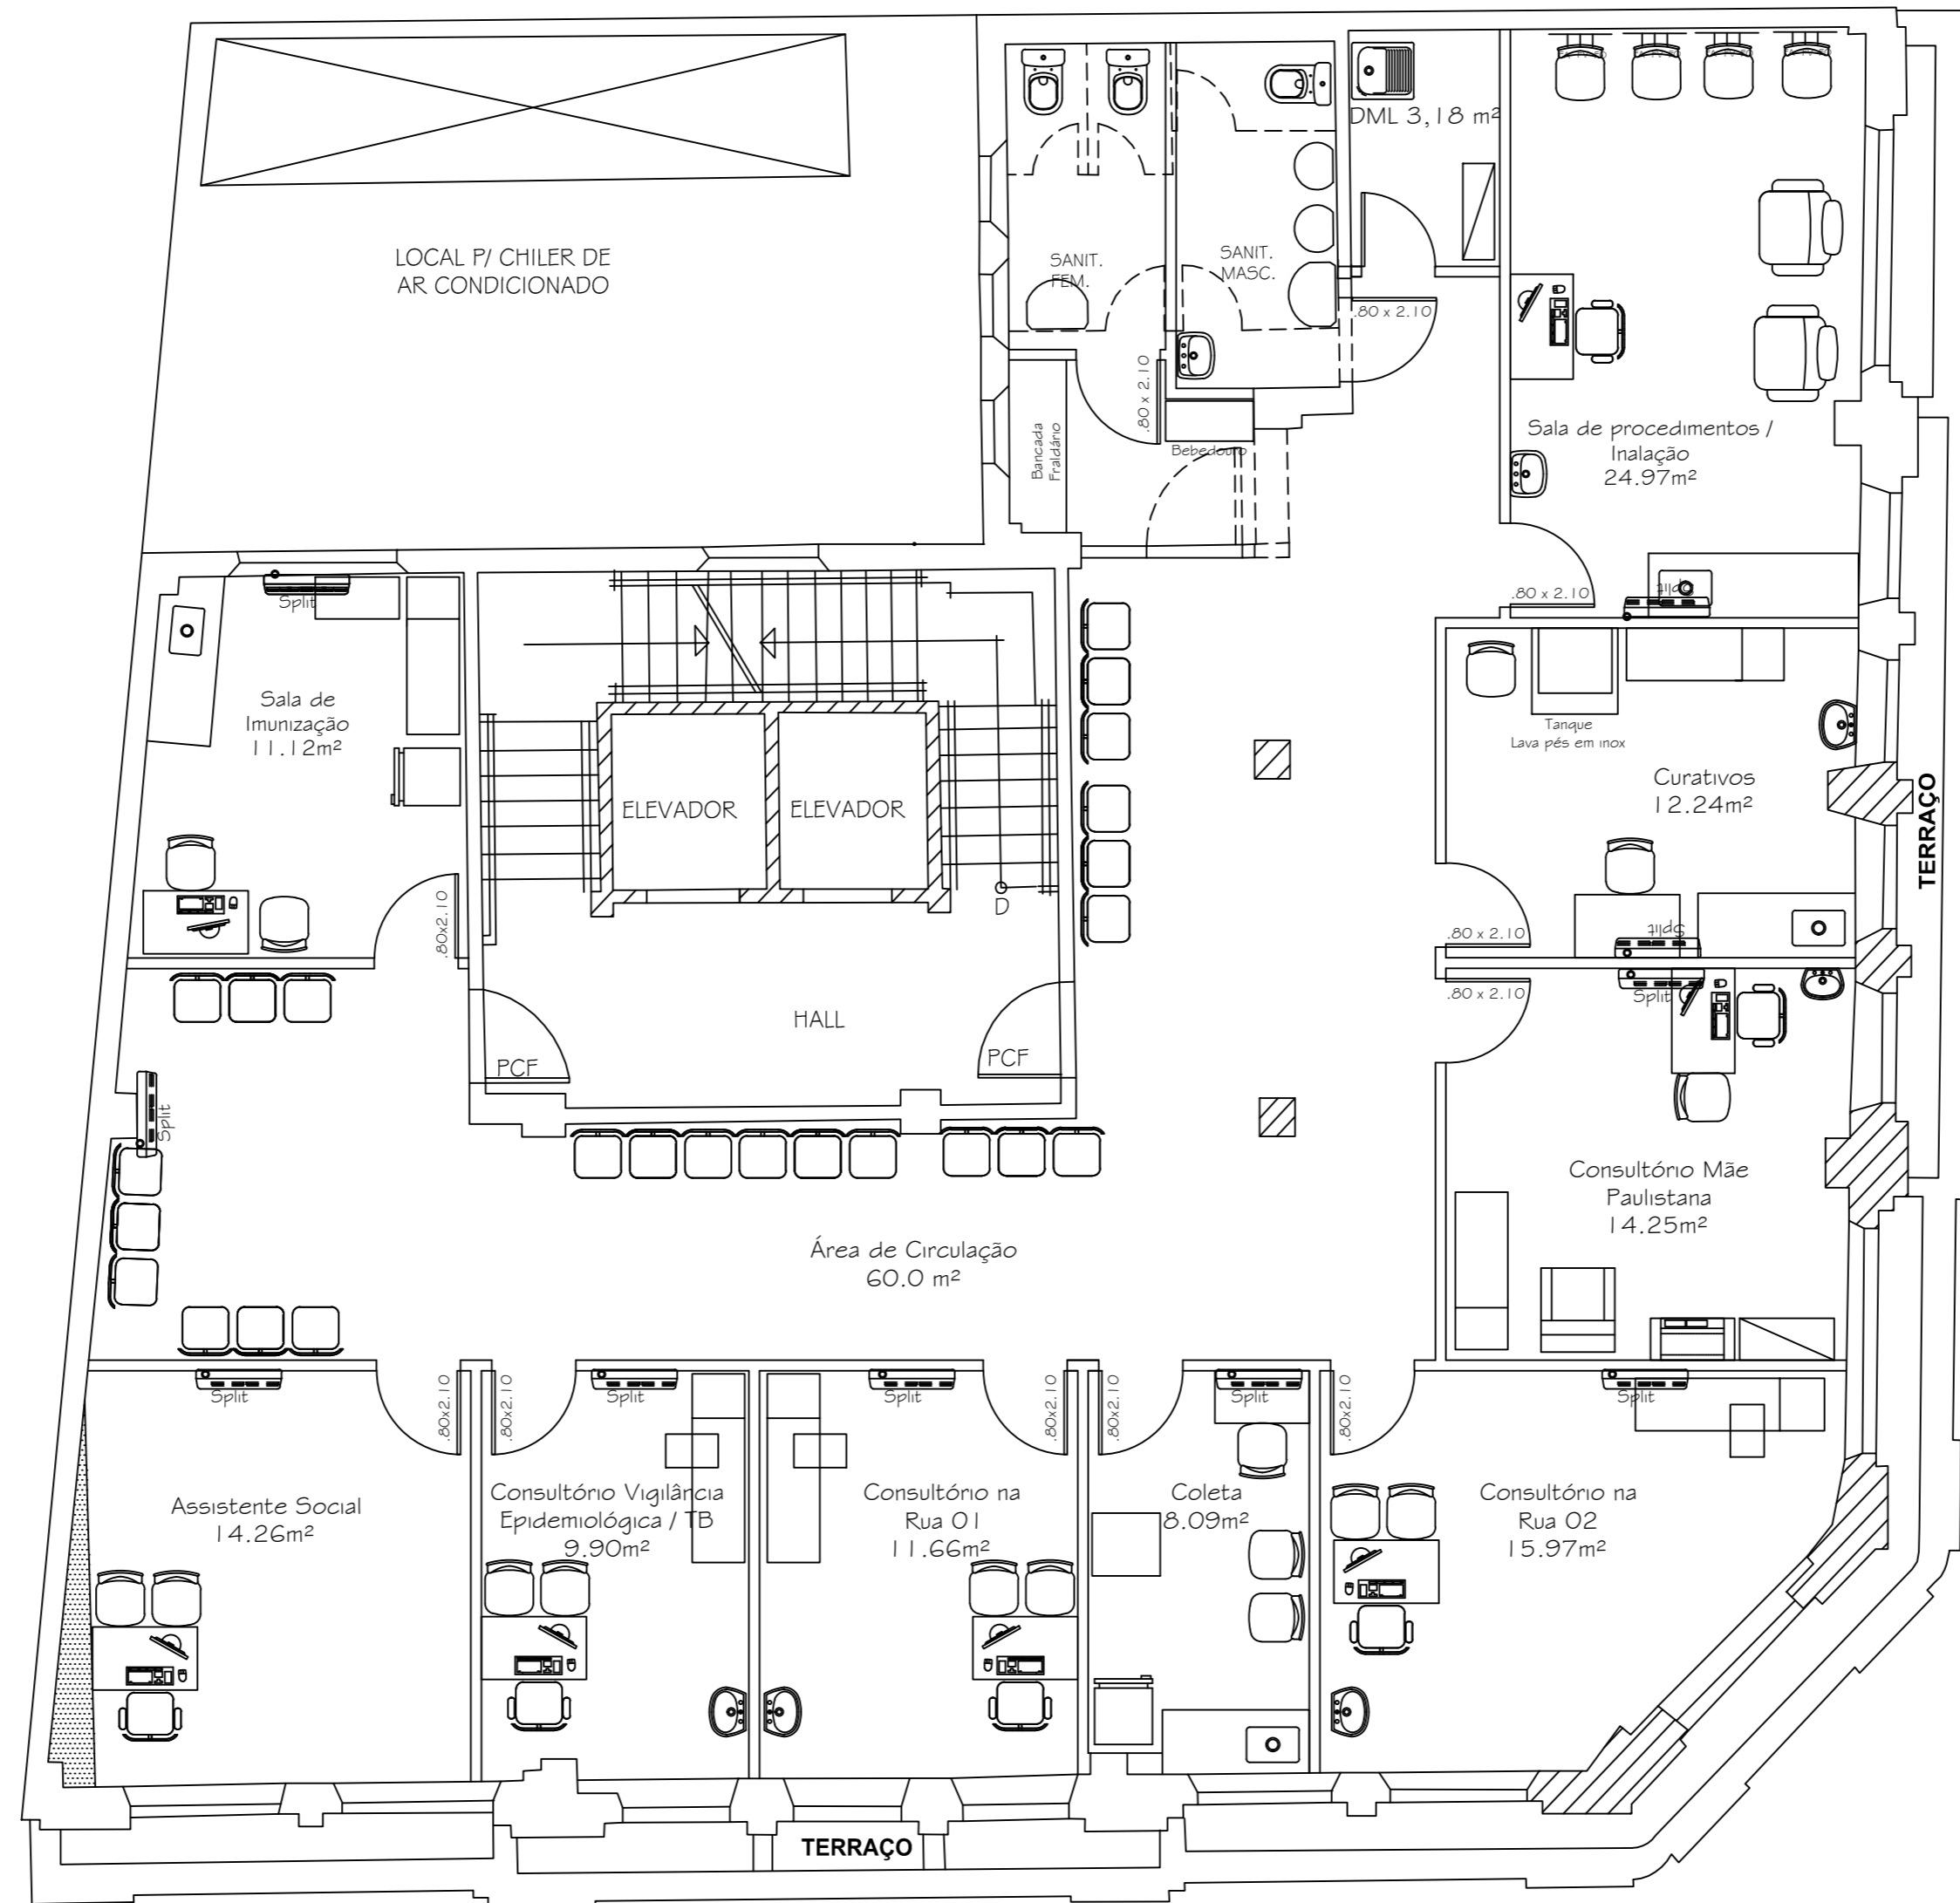 DML 3,18 m²
LOCAL P/ CHILER DE
AR CONDICIONADO
SANIT.
FEM.
SANIT.
MASC.
.80 x 2.10
.80 x 2.10
Bancada
Fraldário
Bebedouro
Sala de procedimentos /
Inalação
24.97m²
.80 x 2.10
Split
Split
Sala de
Imunização
11.12m²
.80x2.10
ELEVADOR
ELEVADOR
D
HALL
PCF
PCF
Tanque
Lava pés em inox
Curativos
12.24m²
TERRAÇO
.80 x 2.10
Split
.80 x 2.10
Split
Split
Consultório Mãe
Paulistana
14.25m²
Área de Circulação
60.0 m²
Split
.80x2.10
.80x2.10
Split
Split
.80x2.10
.80x2.10
Split
.80x2.10
Split
Assistente Social
14.26m²
Consultório Vigilância
Epidemiológica / TB
9.90m²
Consultório na
Rua 01
11.66m²
Coleta
8.09m²
Consultório na
Rua 02
15.97m²
TERRAÇO